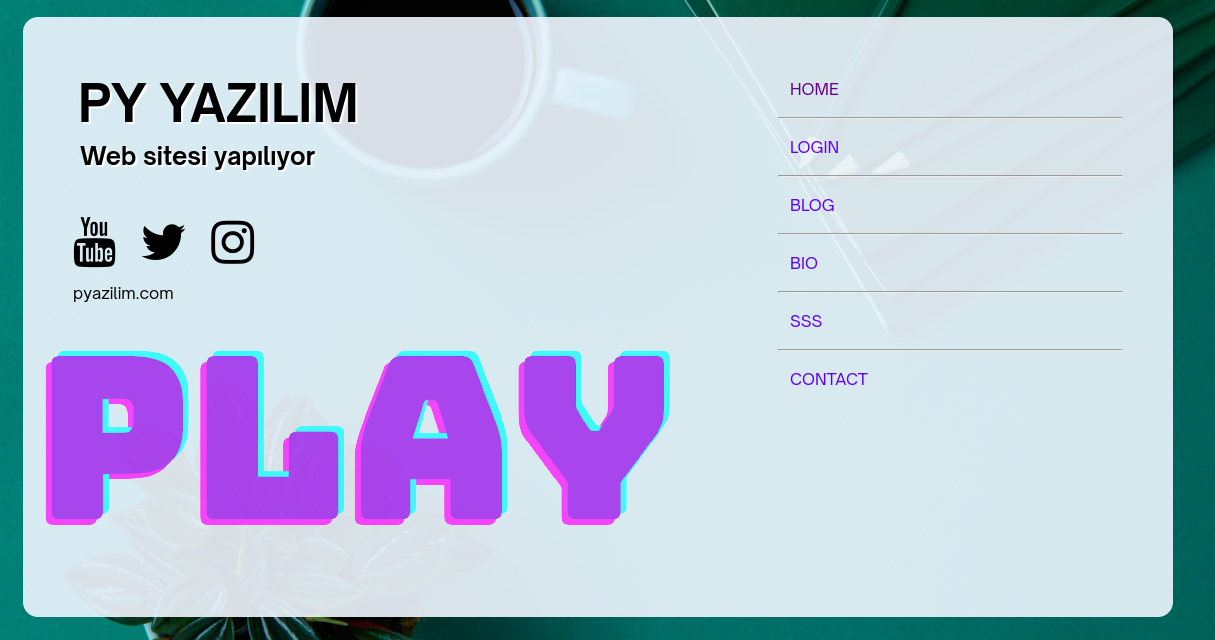 PY YAZILIM
Web sitesi yapılıyor
You
Tube
pyazilim.com
PLAY
HOME
LOGIN
BLOG
BIO
SSS
CONTACT